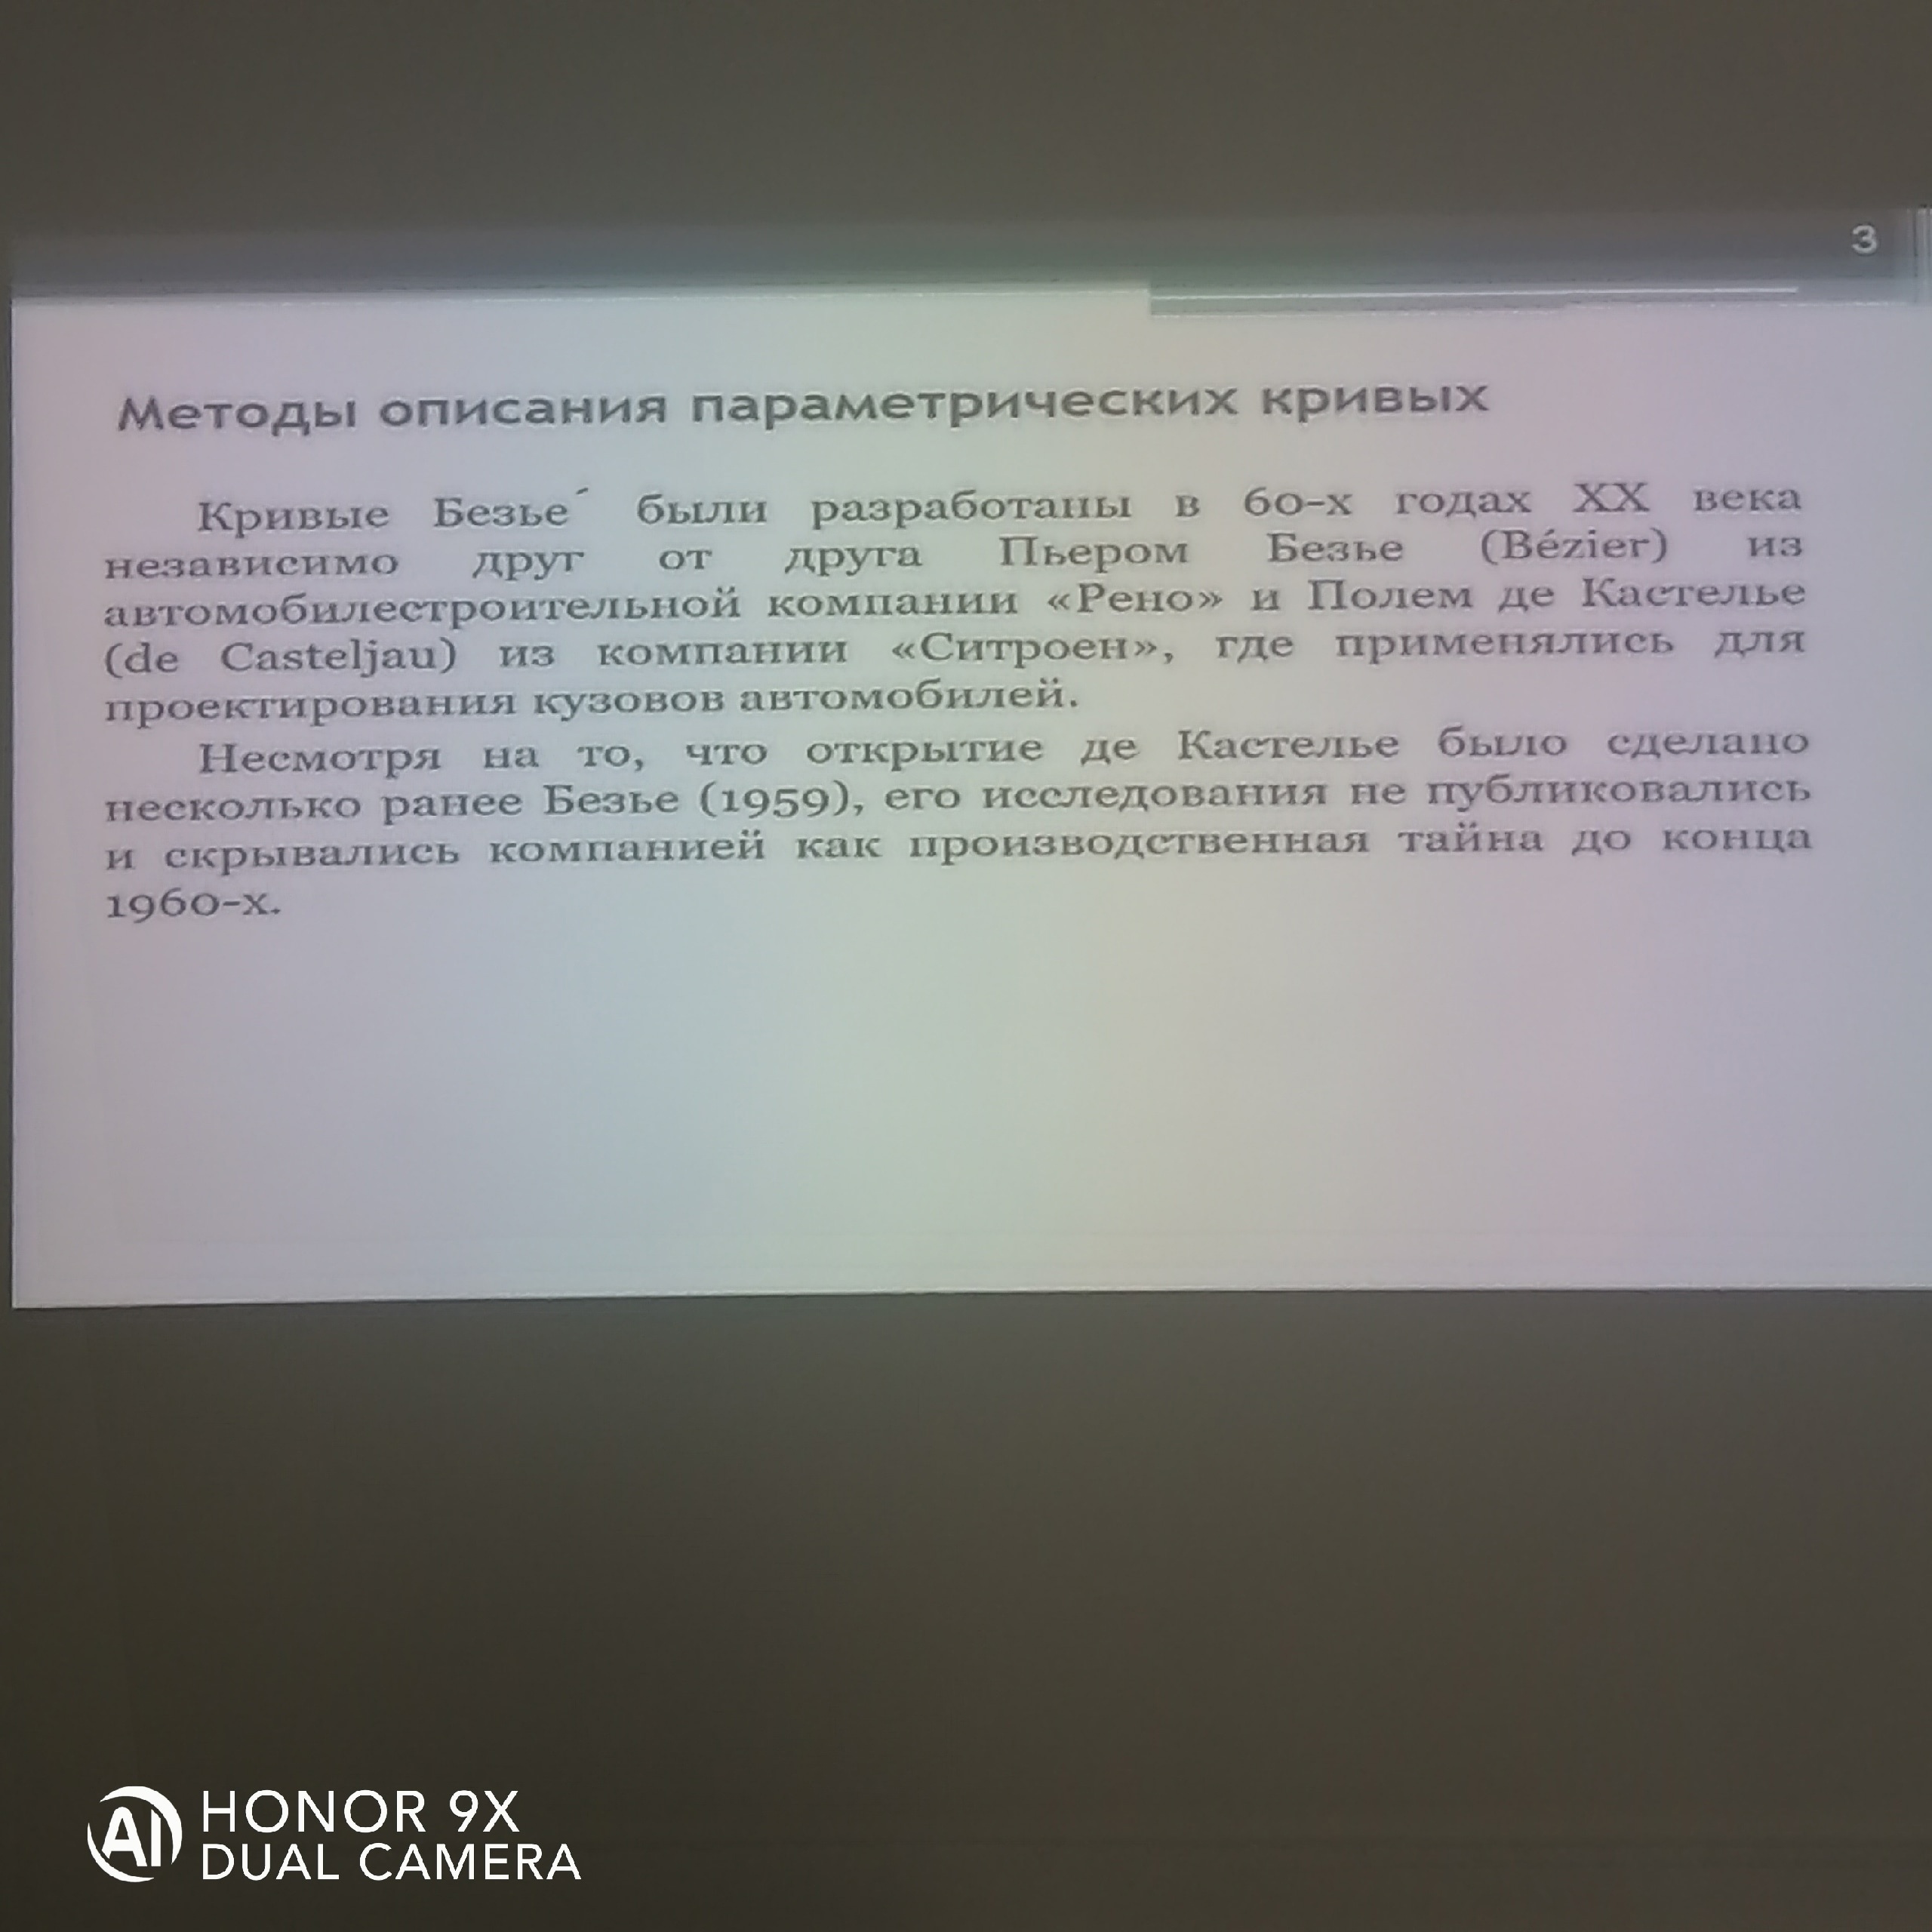 3
Методы описания параметрических кривых
Кривые Безье´ были разработаны в 60-х годах XX века
независимо друг от друга Пьером Безье (Bézier) из
автомобилестроительной компании «Рено» и Полем де Кастелье
(de Casteljau) из компании «Ситроен», где применялись для
проектирования кузовов автомобилей.
Несмотря на то, что открытие де Кастелье было сделано
несколько ранее Безье (1959), его исследования не публиковались
и скрывались компанией как производственная тайна до конца
1960-х.
AI HONOR 9X
DUAL CAMERA